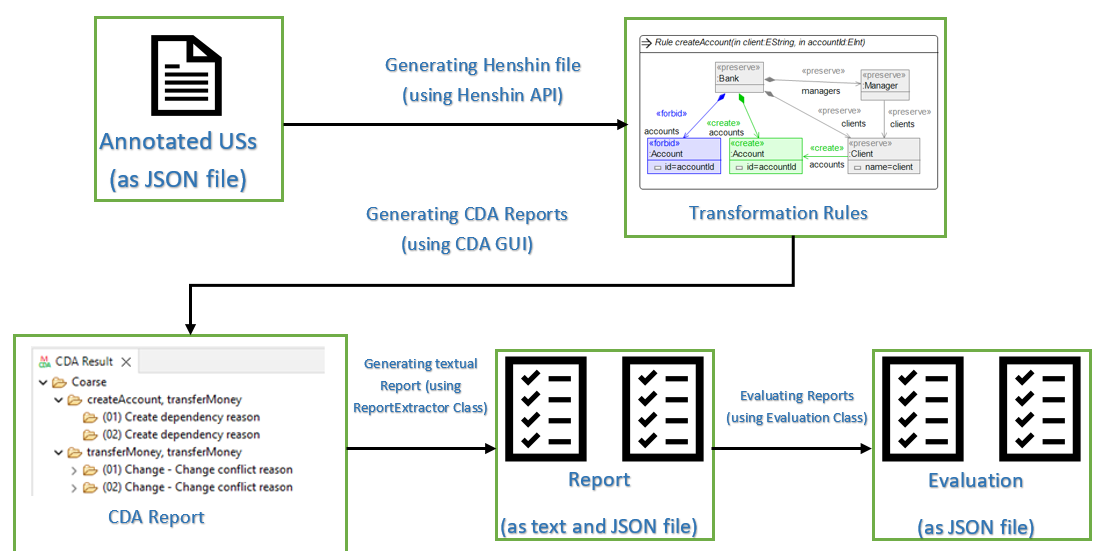 Annotated USs
(as JSON file)
Generating Henshin file
(using Henshin API)
Rule createAccount(in client:EString, in accountId:EInt)
«preserve»
:Bank
«preserve»
managers
«preserve»
:Manager
«forbid»
accounts
«create»
accounts
«preserve»
clients
«preserve»
clients
«forbid»
:Account
id=accountId
«create»
:Account
id=accountId
«create»
accounts
«preserve»
:Client
name=client
Transformation Rules
Generating CDA Reports
(using CDA GUI)
M
CDA
CDA Result
Coarse
createAccount, transferMoney
(01) Create dependency reason
(02) Create dependency reason
transferMoney, transferMoney
(01) Change - Change conflict reason
(02) Change - Change conflict reason
CDA Report
Generating textual
Report (using
ReportExtractor Class)
Report
(as text and JSON file)
Evaluating Reports
(using Evaluation Class)
Evaluation
(as JSON file)